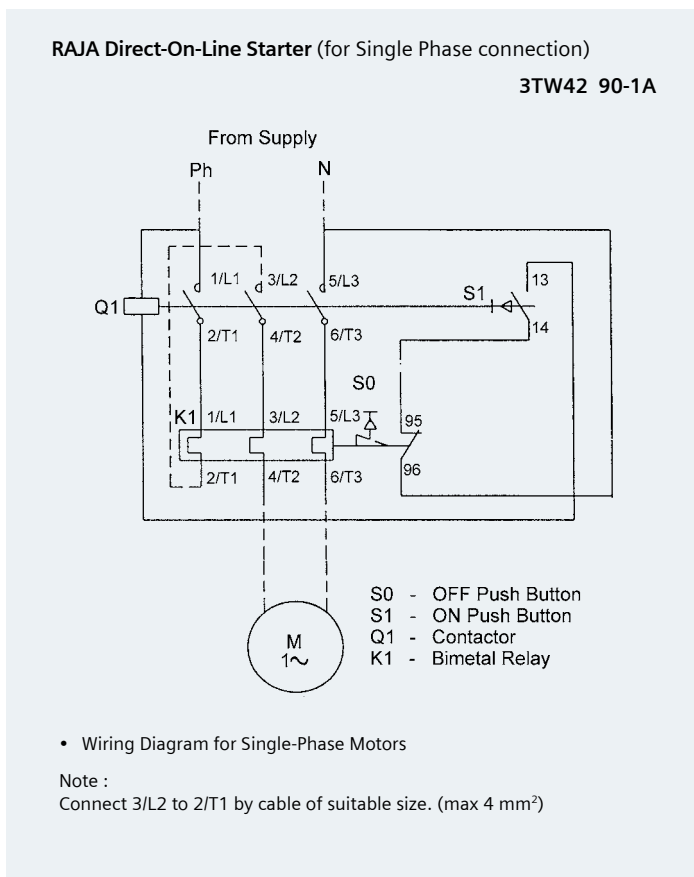 RAJA Direct-On-Line Starter (for Single Phase connection)
3TW42 90-1A
From Supply
Ph N
1/L1 3/L2 5/L3 S1 13
Q1
2/T1 4/T2 6/T3 14
S0
K1 1/L1 3/L2 5/L3 95
2/T1 4/T2 6/T3 96
S0 - OFF Push Button
S1 - ON Push Button
Q1 - Contactor
K1 - Bimetal Relay
M
1~
• Wiring Diagram for Single-Phase Motors
Note :
Connect 3/L2 to 2/T1 by cable of suitable size. (max 4 mm²)